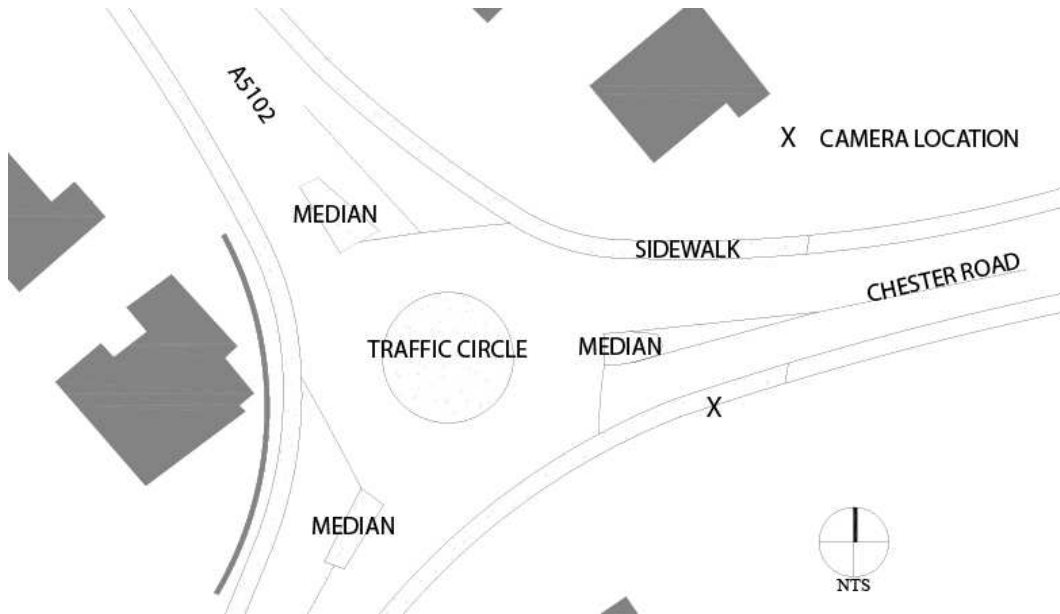 A5102
X CAMERA LOCATION
MEDIAN
SIDEWALK
CHESTER ROAD
TRAFFIC CIRCLE
MEDIAN
X
MEDIAN
NTS